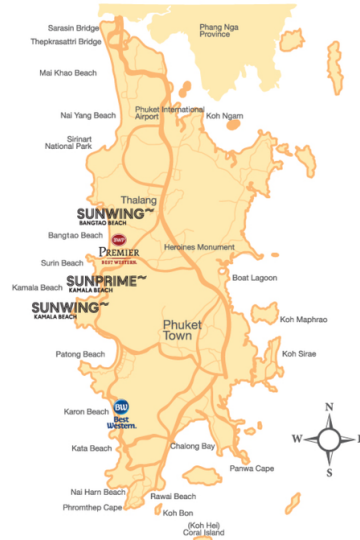 Sarasin Bridge
Thepkrasattri Bridge
Phang Nga
Province
Mai Khao Beach
Phuket International
Airport
Nai Yang Beach
Koh Ngam
Sirinart
National Park
Thalang
SUNWING~
BANGTAO BEACH
Bangtao Beach
BWP
PREMIER
BEST WESTERN.
Heroines Monument
Surin Beach
Boat Lagoon
SUNPRIME~
KAMALA BEACH
Kamala Beach
SUNWING~
KAMALA BEACH
Koh Maphrao
Phuket
Town
Patong Beach
Koh Sirae
Karon Beach
BW
Best
Western.
N
W
E
S
Kata Beach
Chalong Bay
Panwa Cape
Nai Harn Beach
Rawai Beach
Phromthep Cape
Koh Bon
(Koh Hei)
Coral Island